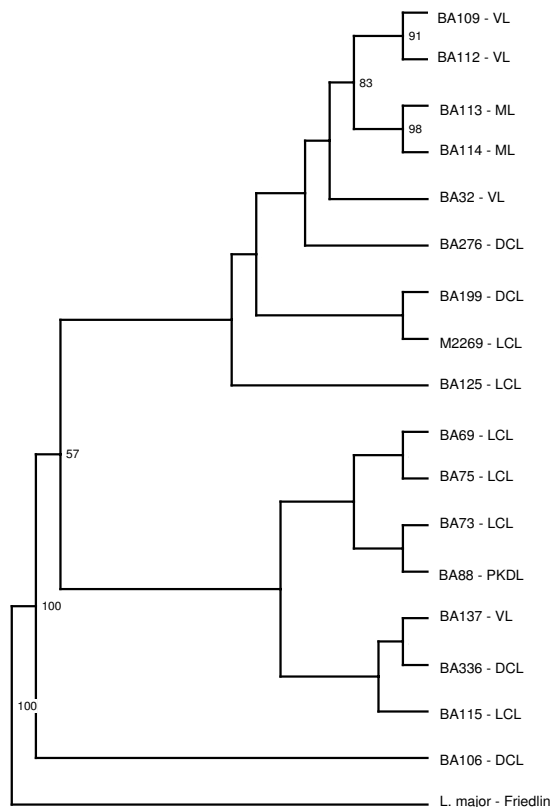 BA109 - VL
91
BA112 - VL
83
BA113 - ML
98
BA114 - ML
BA32 - VL
BA276 - DCL
BA199 - DCL
M2269 - LCL
BA125 - LCL
BA69 - LCL
57
BA75 - LCL
BA73 - LCL
BA88 - PKDL
100
BA137 - VL
BA336 - DCL
100
BA115 - LCL
BA106 - DCL
L. major - Friedlin